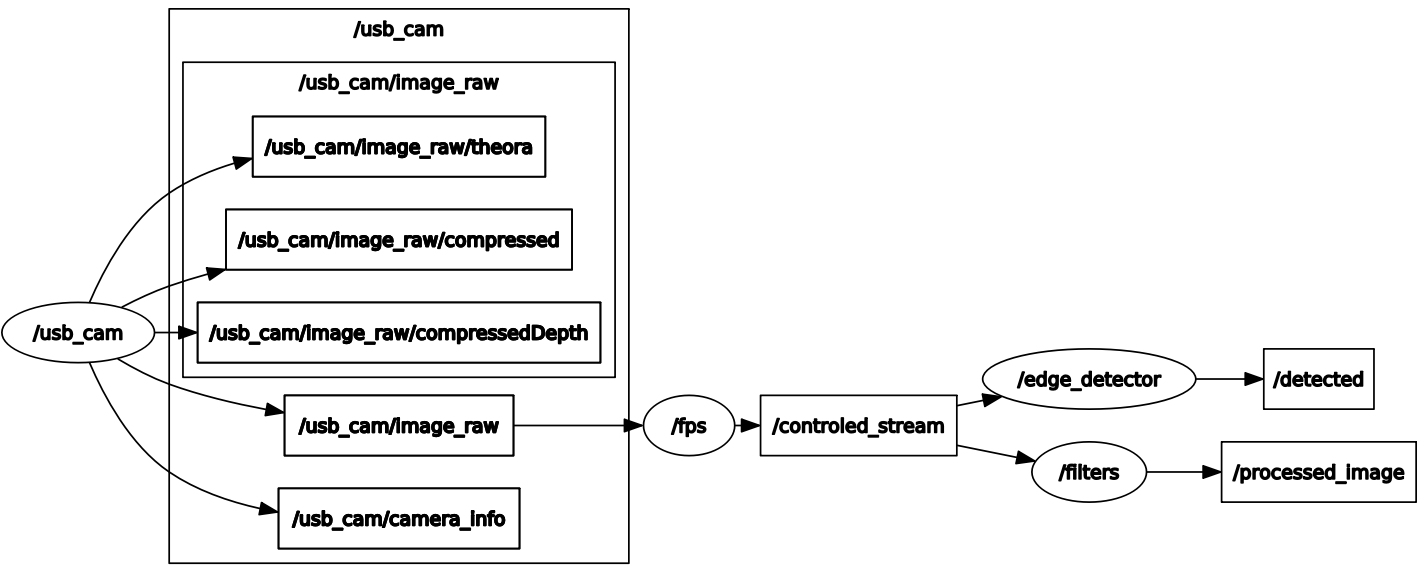 /usb_cam
/usb_cam/image_raw
/usb_cam/image_raw/theora
/usb_cam/image_raw/compressed
/usb_cam
/usb_cam/image_raw/compressedDepth
/usb_cam/image_raw
/usb_cam/camera_info
/fps
/controled_stream
/edge_detector
/detected
/filters
/processed_image